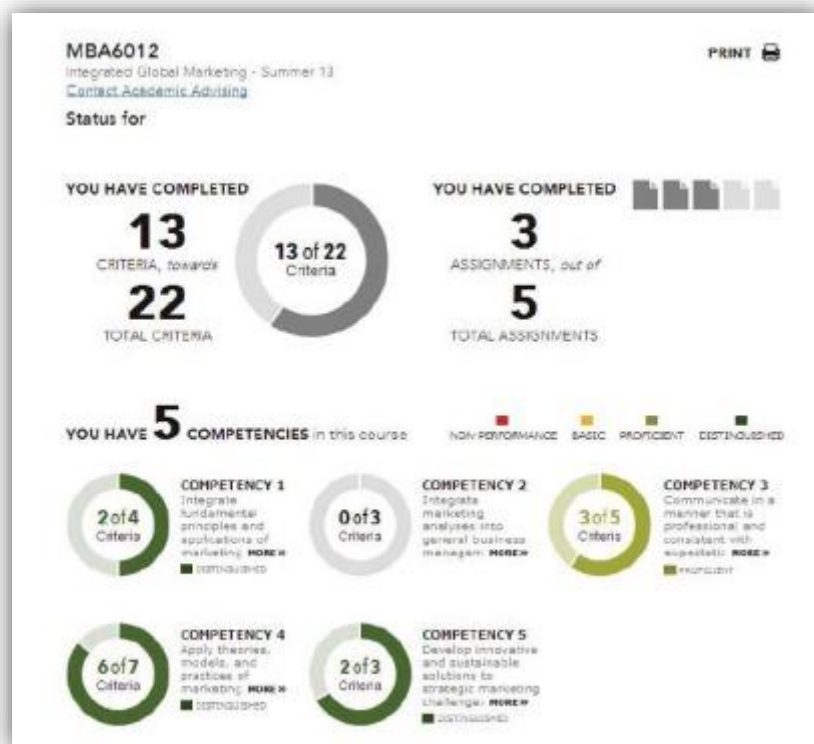 MBA6012
PRINT
Integrated Global Marketing - Summer 13
Contact Academic Advising
Status for
YOU HAVE COMPLETED
13
CRITERIA, towards
22
TOTAL CRITERIA
13 of 22
Criteria
YOU HAVE COMPLETED
3
ASSIGNMENTS, out of
5
TOTAL ASSIGNMENTS
YOU HAVE 5 COMPETENCIES in this course
NON-PERFORMANCE BASIC PROFICIENT DISTINGUISHED
2 of 4
Criteria
COMPETENCY 1
Integrate
fundamental
principles and
applications of
marketing MORE »
DISTINGUISHED
0 of 3
Criteria
COMPETENCY 2
Integrate
marketing
analyses into
general business
managem MORE »
3 of 5
Criteria
COMPETENCY 3
Communicate in a
manner that is
professional and
consistent with
expectati MORE »
PROFICIENT
6 of 7
Criteria
COMPETENCY 4
Apply theories,
models, and
practices of
marketing MORE »
DISTINGUISHED
2 of 3
Criteria
COMPETENCY 5
Develop innovative
and sustainable
solutions to
strategic marketing
challenge: MORE »
DISTINGUISHED